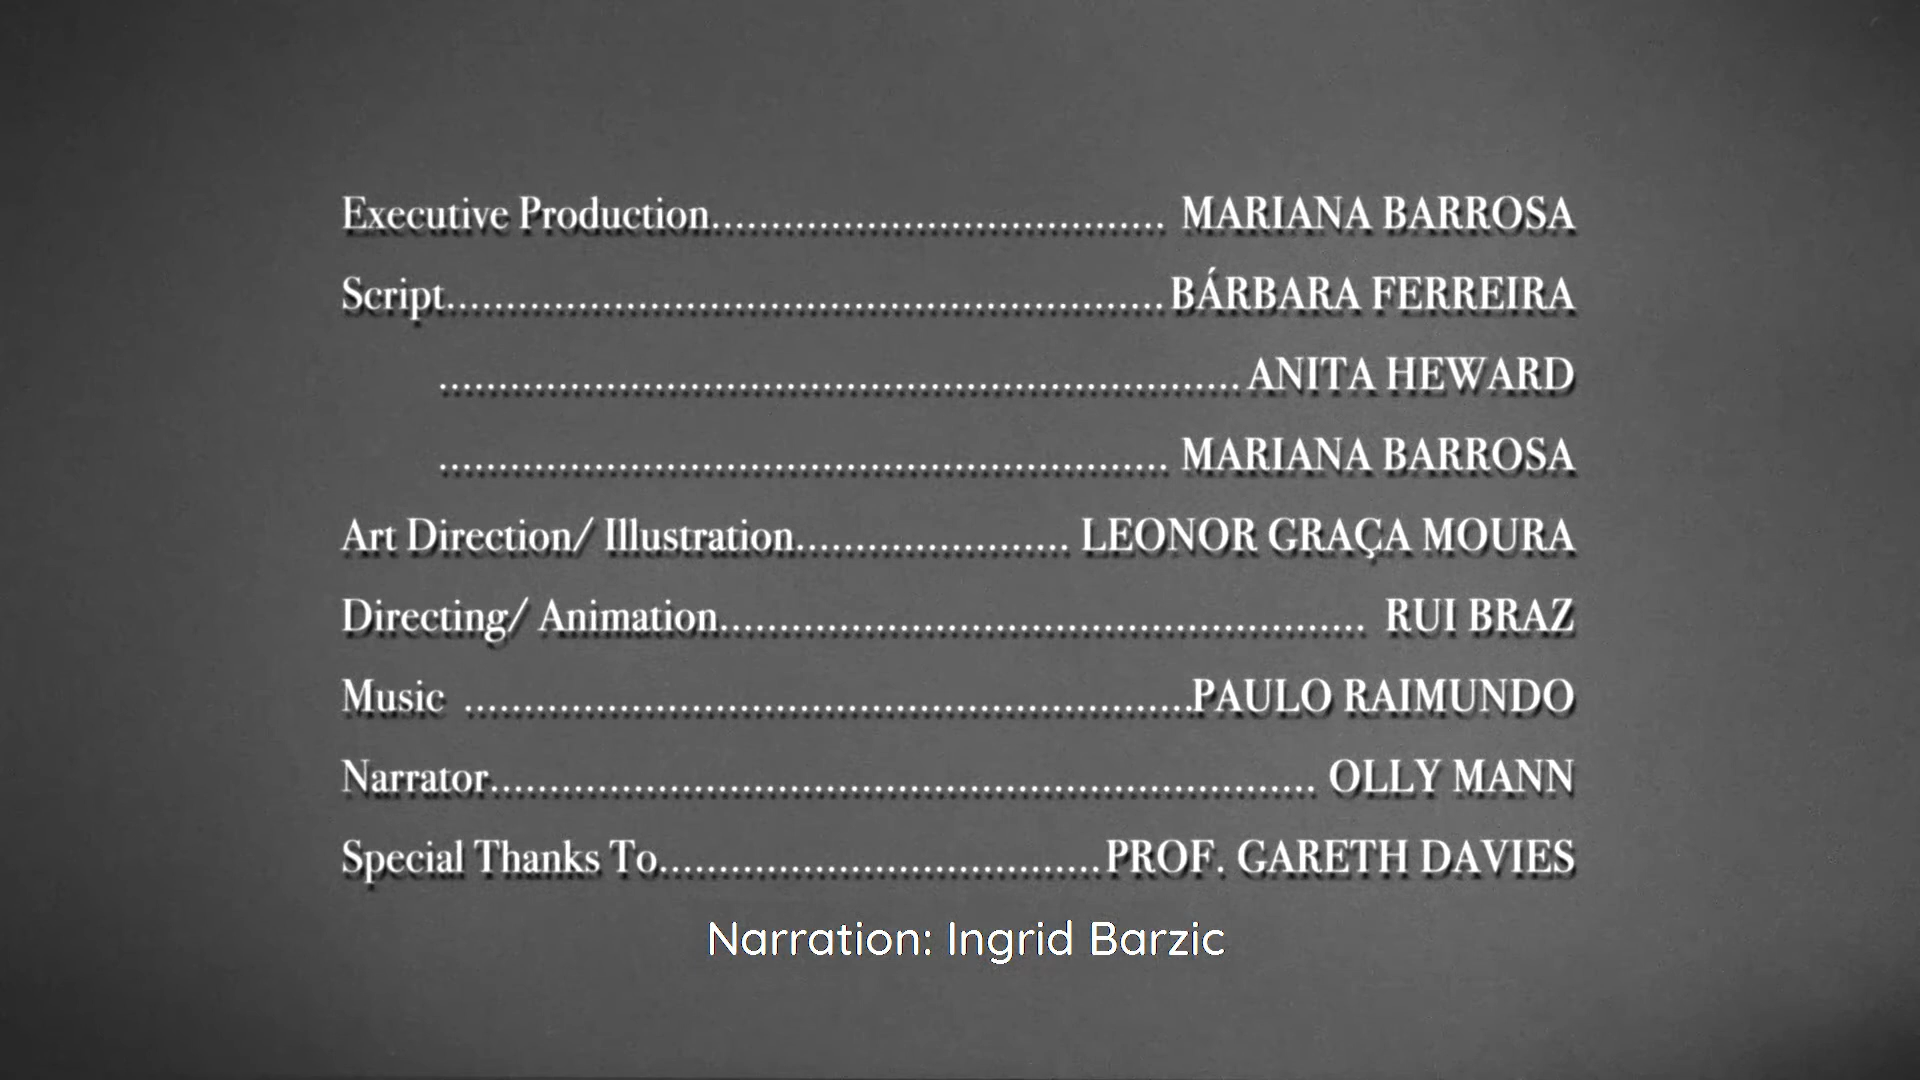 Executive Production...................................... MARIANA BARROSA
Script.............................................................BÁRBARA FERREIRA
....................................................................ANITA HEWARD
.............................................................. MARIANA BARROSA
Art Direction/ Illustration....................... LEONOR GRAÇA MOURA
Directing/ Animation....................................................... RUI BRAZ
Music ..............................................................PAULO RAIMUNDO
Narrator...................................................................... OLLY MANN
Special Thanks To.....................................PROF. GARETH DAVIES
Narration: Ingrid Barzic